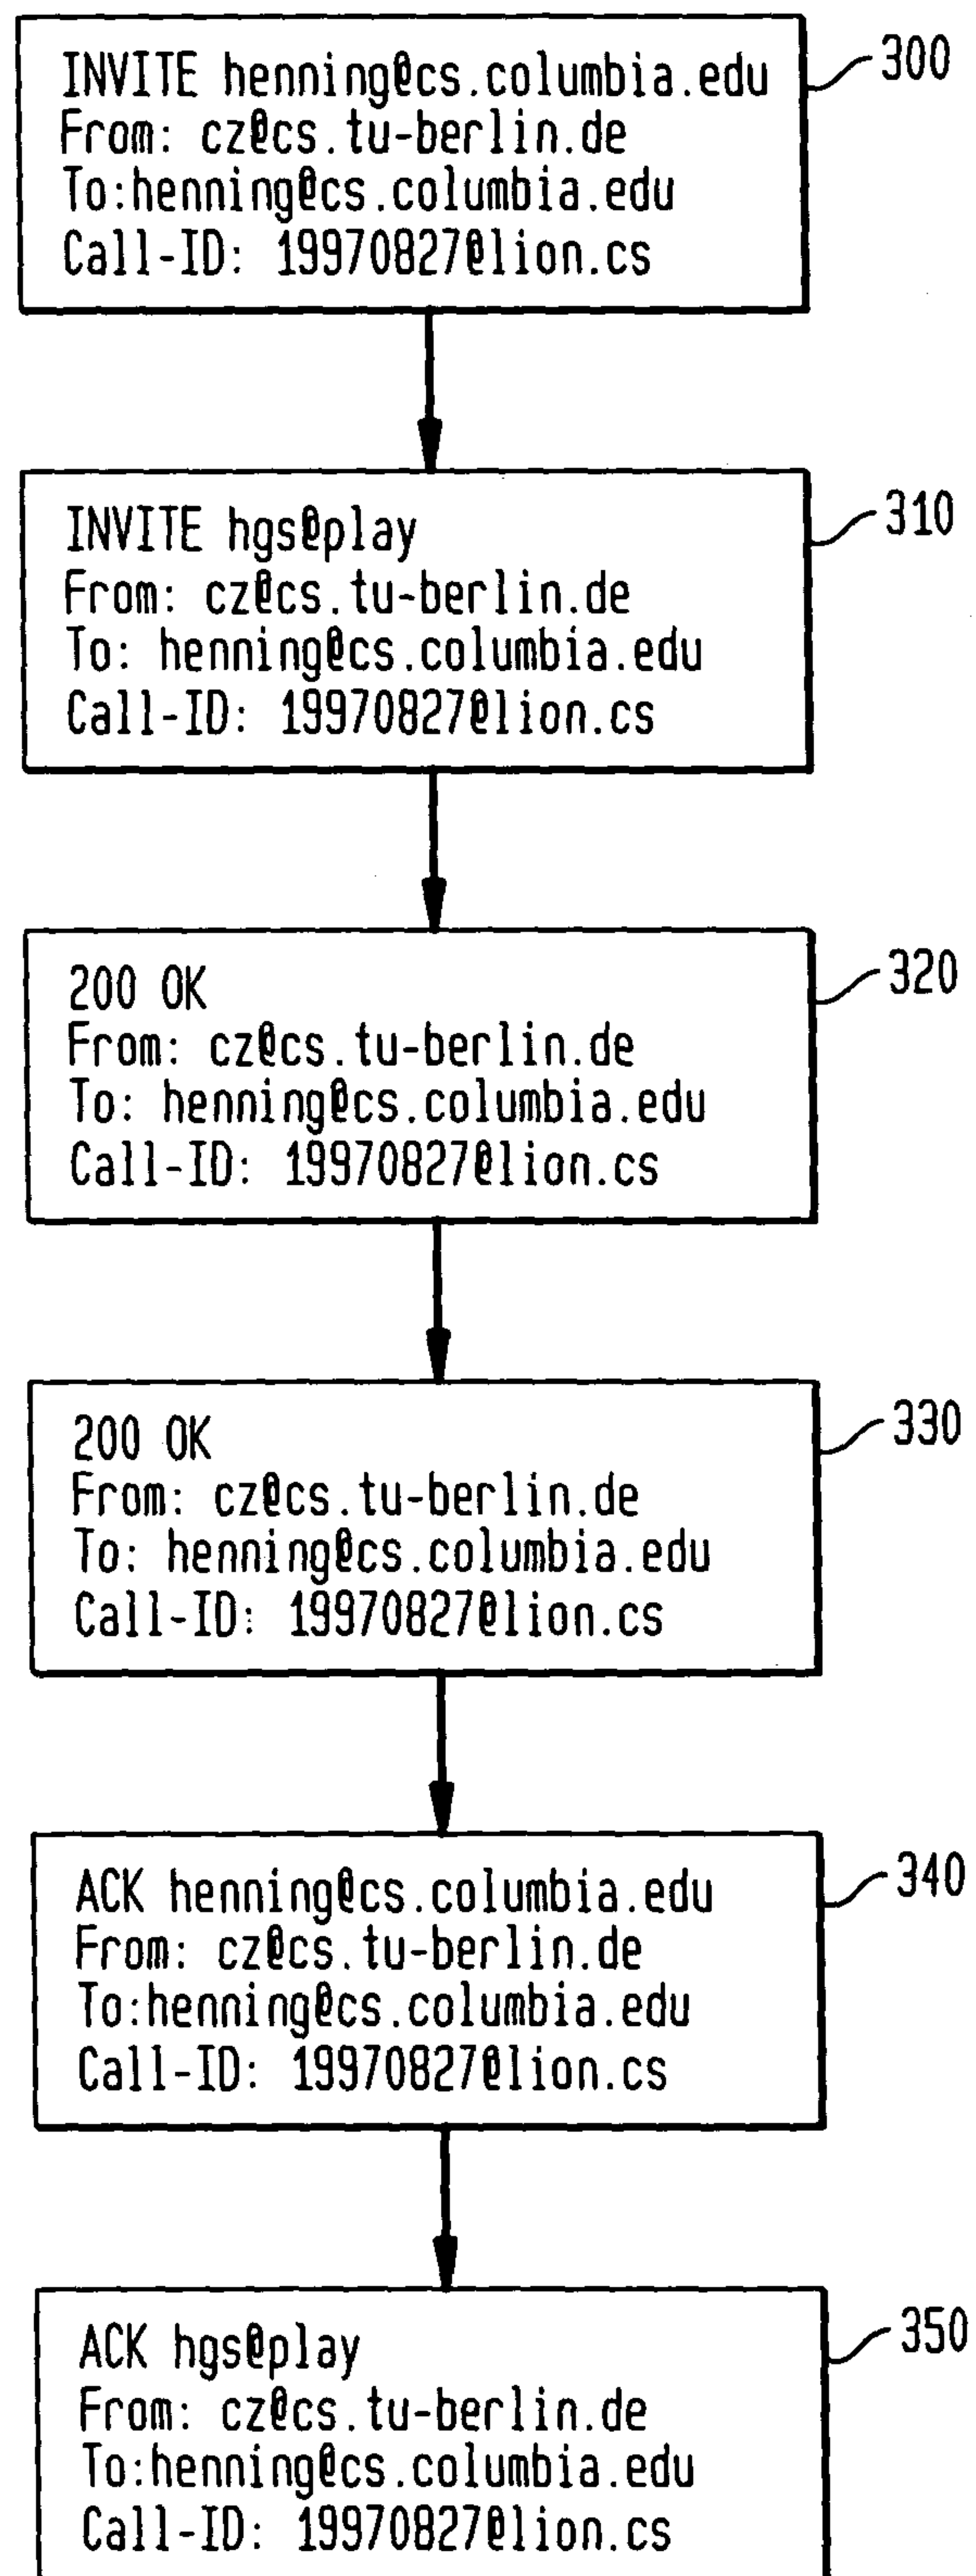 INVITE henning@cs.columbia.edu
From: cz@cs.tu-berlin.de
To:henning@cs.columbia.edu
Call-ID: 19970827@lion.cs
300
INVITE hgs@play
From: cz@cs.tu-berlin.de
To: henning@cs.columbia.edu
Call-ID: 19970827@lion.cs
310
200 OK
From: cz@cs.tu-berlin.de
To: henning@cs.columbia.edu
Call-ID: 19970827@lion.cs
320
200 OK
From: cz@cs.tu-berlin.de
To: henning@cs.columbia.edu
Call-ID: 19970827@lion.cs
330
ACK henning@cs.columbia.edu
From: cz@cs.tu-berlin.de
To:henning@cs.columbia.edu
Call-ID: 19970827@lion.cs
340
ACK hgs@play
From: cz@cs.tu-berlin.de
To:henning@cs.columbia.edu
Call-ID: 19970827@lion.cs
350